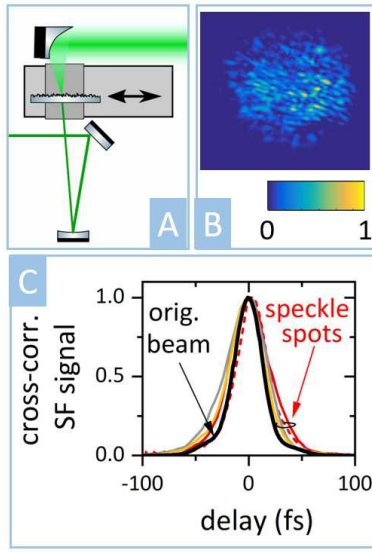 A
B
0 1
C
cross-corr.
SF signal
1.0
0.5
0.0
orig.
beam
speckle
spots
-100 0 100
delay (fs)